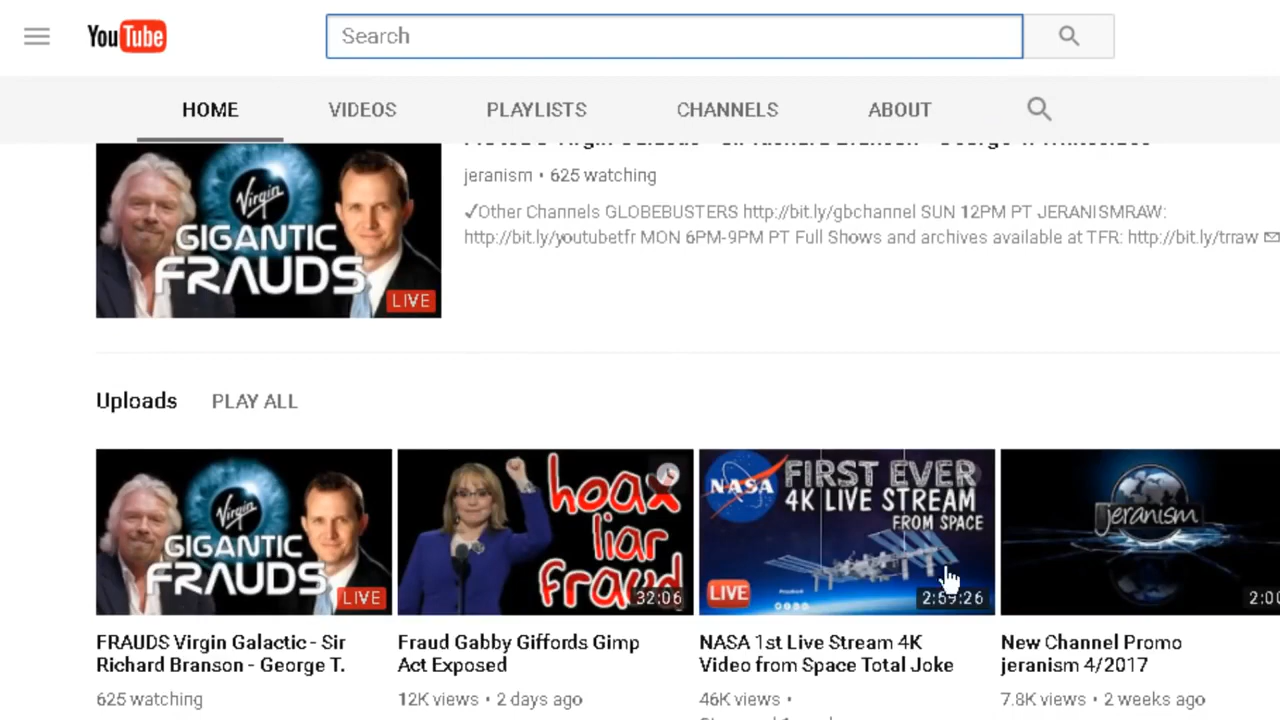 YouTube
Search
HOME VIDEOS PLAYLISTS CHANNELS ABOUT
jeranism • 625 watching
✓Other Channels GLOBEBUSTERS http://bit.ly/gbchannel SUN 12PM PT JERANISMRAW:
http://bit.ly/youtubetfr MON 6PM-9PM PT Full Shows and archives available at TFR: http://bit.ly/trraw
Virgin
GIGANTIC
FRAUDS
LIVE
Uploads PLAY ALL
Virgin
GIGANTIC
FRAUDS
LIVE
hoax
liar
fraud
32:06
NASA
FIRST EVER
4K LIVE STREAM
FROM SPACE
LIVE
2:59:26
jeranism
2:00
FRAUDS Virgin Galactic - Sir
Richard Branson - George T.
625 watching
Fraud Gabby Giffords Gimp
Act Exposed
12K views • 2 days ago
NASA 1st Live Stream 4K
Video from Space Total Joke
46K views •
New Channel Promo
jeranism 4/2017
7.8K views • 2 weeks ago